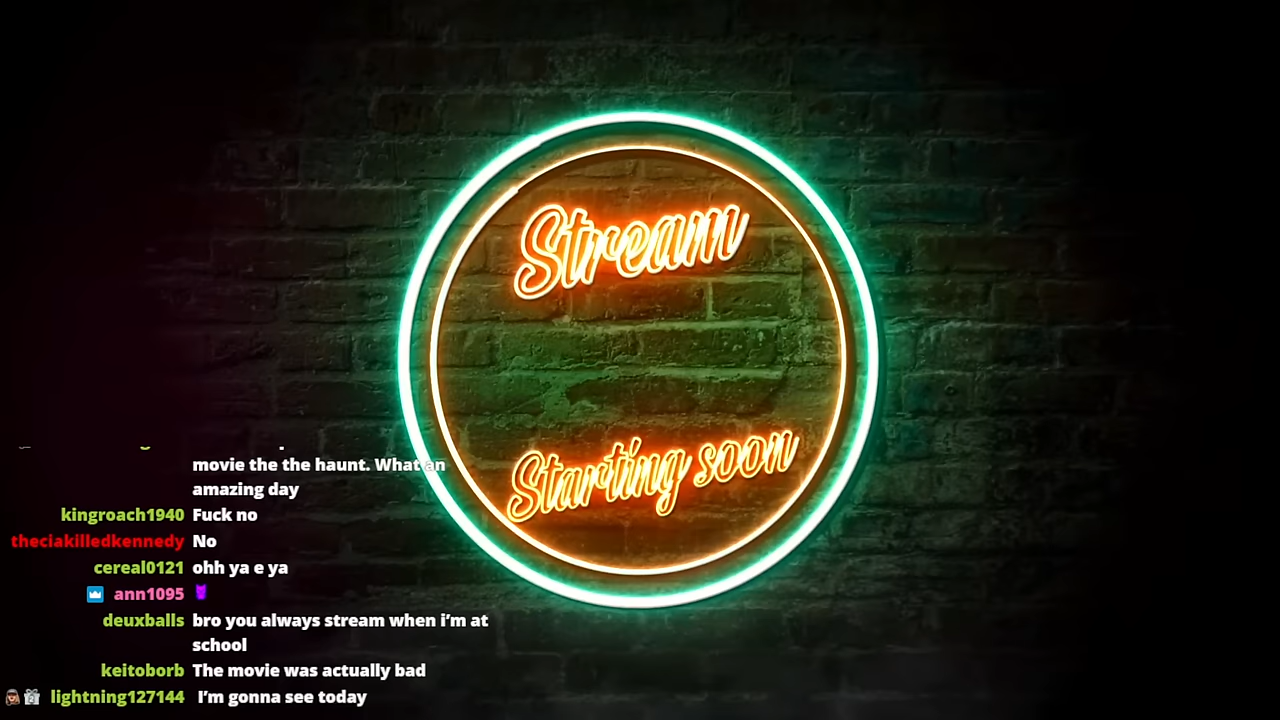 Stream
Starting soon
movie the the haunt. What an
amazing day
kingroach1940 Fuck no
theciakilledkennedy No
cereal0121 ohh ya e ya
ann1095
deuxballs bro you always stream when i’m at
school
keitoborb The movie was actually bad
lightning127144 I’m gonna see today